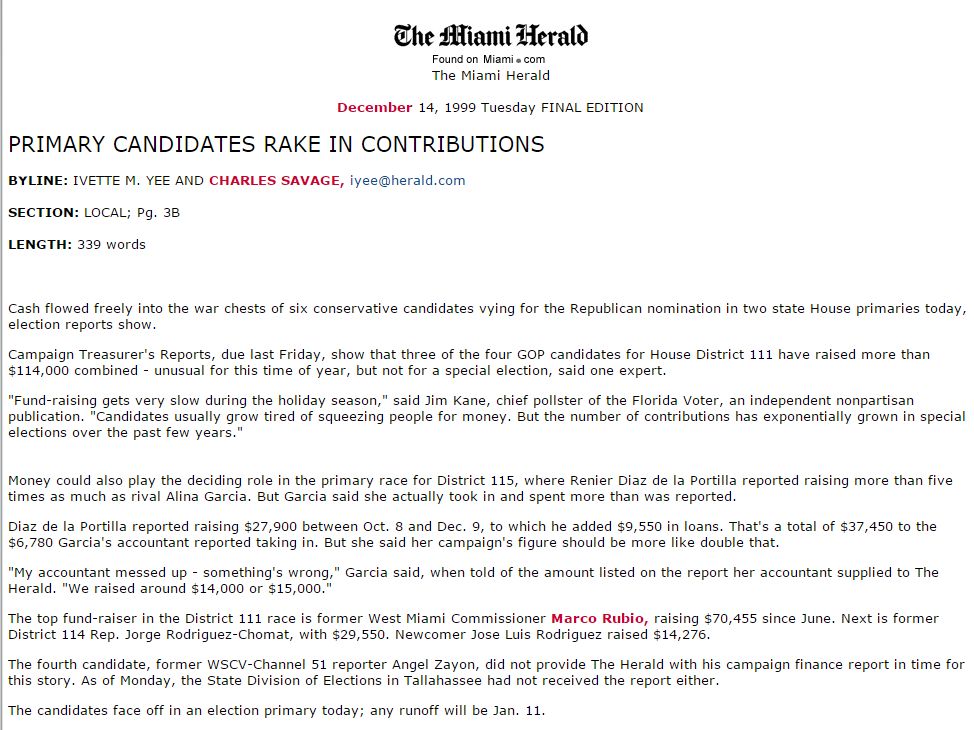 The Miami Herald
Found on Miami.com
The Miami Herald
December 14, 1999 Tuesday FINAL EDITION
PRIMARY CANDIDATES RAKE IN CONTRIBUTIONS
BYLINE: IVETTE M. YEE AND CHARLES SAVAGE, iyee@herald.com
SECTION: LOCAL; Pg. 3B
LENGTH: 339 words
Cash flowed freely into the war chests of six conservative candidates vying for the Republican nomination in two state House primaries today,
election reports show.
Campaign Treasurer's Reports, due last Friday, show that three of the four GOP candidates for House District 111 have raised more than
$114,000 combined - unusual for this time of year, but not for a special election, said one expert.
"Fund-raising gets very slow during the holiday season," said Jim Kane, chief pollster of the Florida Voter, an independent nonpartisan
publication. "Candidates usually grow tired of squeezing people for money. But the number of contributions has exponentially grown in special
elections over the past few years."
Money could also play the deciding role in the primary race for District 115, where Renier Diaz de la Portilla reported raising more than five
times as much as rival Alina Garcia. But Garcia said she actually took in and spent more than was reported.
Diaz de la Portilla reported raising $27,900 between Oct. 8 and Dec. 9, to which he added $9,550 in loans. That's a total of $37,450 to the
$6,780 Garcia's accountant reported taking in. But she said her campaign's figure should be more like double that.
"My accountant messed up - something's wrong," Garcia said, when told of the amount listed on the report her accountant supplied to The
Herald. "We raised around $14,000 or $15,000."
The top fund-raiser in the District 111 race is former West Miami Commissioner Marco Rubio, raising $70,455 since June. Next is former
District 114 Rep. Jorge Rodriguez-Chomat, with $29,550. Newcomer Jose Luis Rodriguez raised $14,276.
The fourth candidate, former WSCV-Channel 51 reporter Angel Zayon, did not provide The Herald with his campaign finance report in time for
this story. As of Monday, the State Division of Elections in Tallahassee had not received the report either.
The candidates face off in an election primary today; any runoff will be Jan. 11.